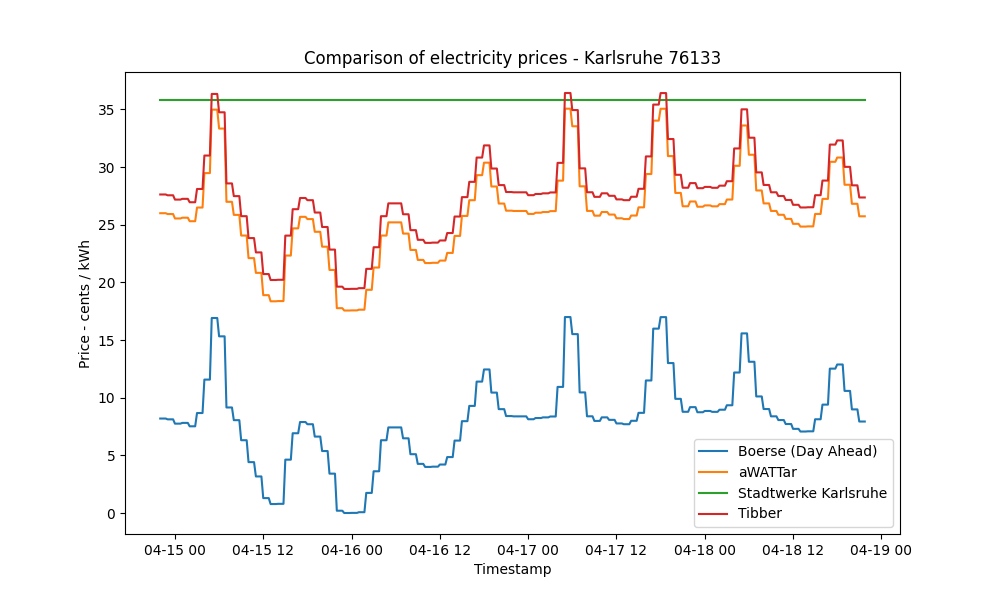 Comparison of electricity prices - Karlsruhe 76133
Price - cents / kWh
35
30
25
20
15
10
5
0
Boerse (Day Ahead)
aWATTar
Stadtwerke Karlsruhe
Tibber
04-15 00 04-15 12 04-16 00 04-16 12 04-17 00 04-17 12 04-18 00 04-18 12 04-19 00
Timestamp